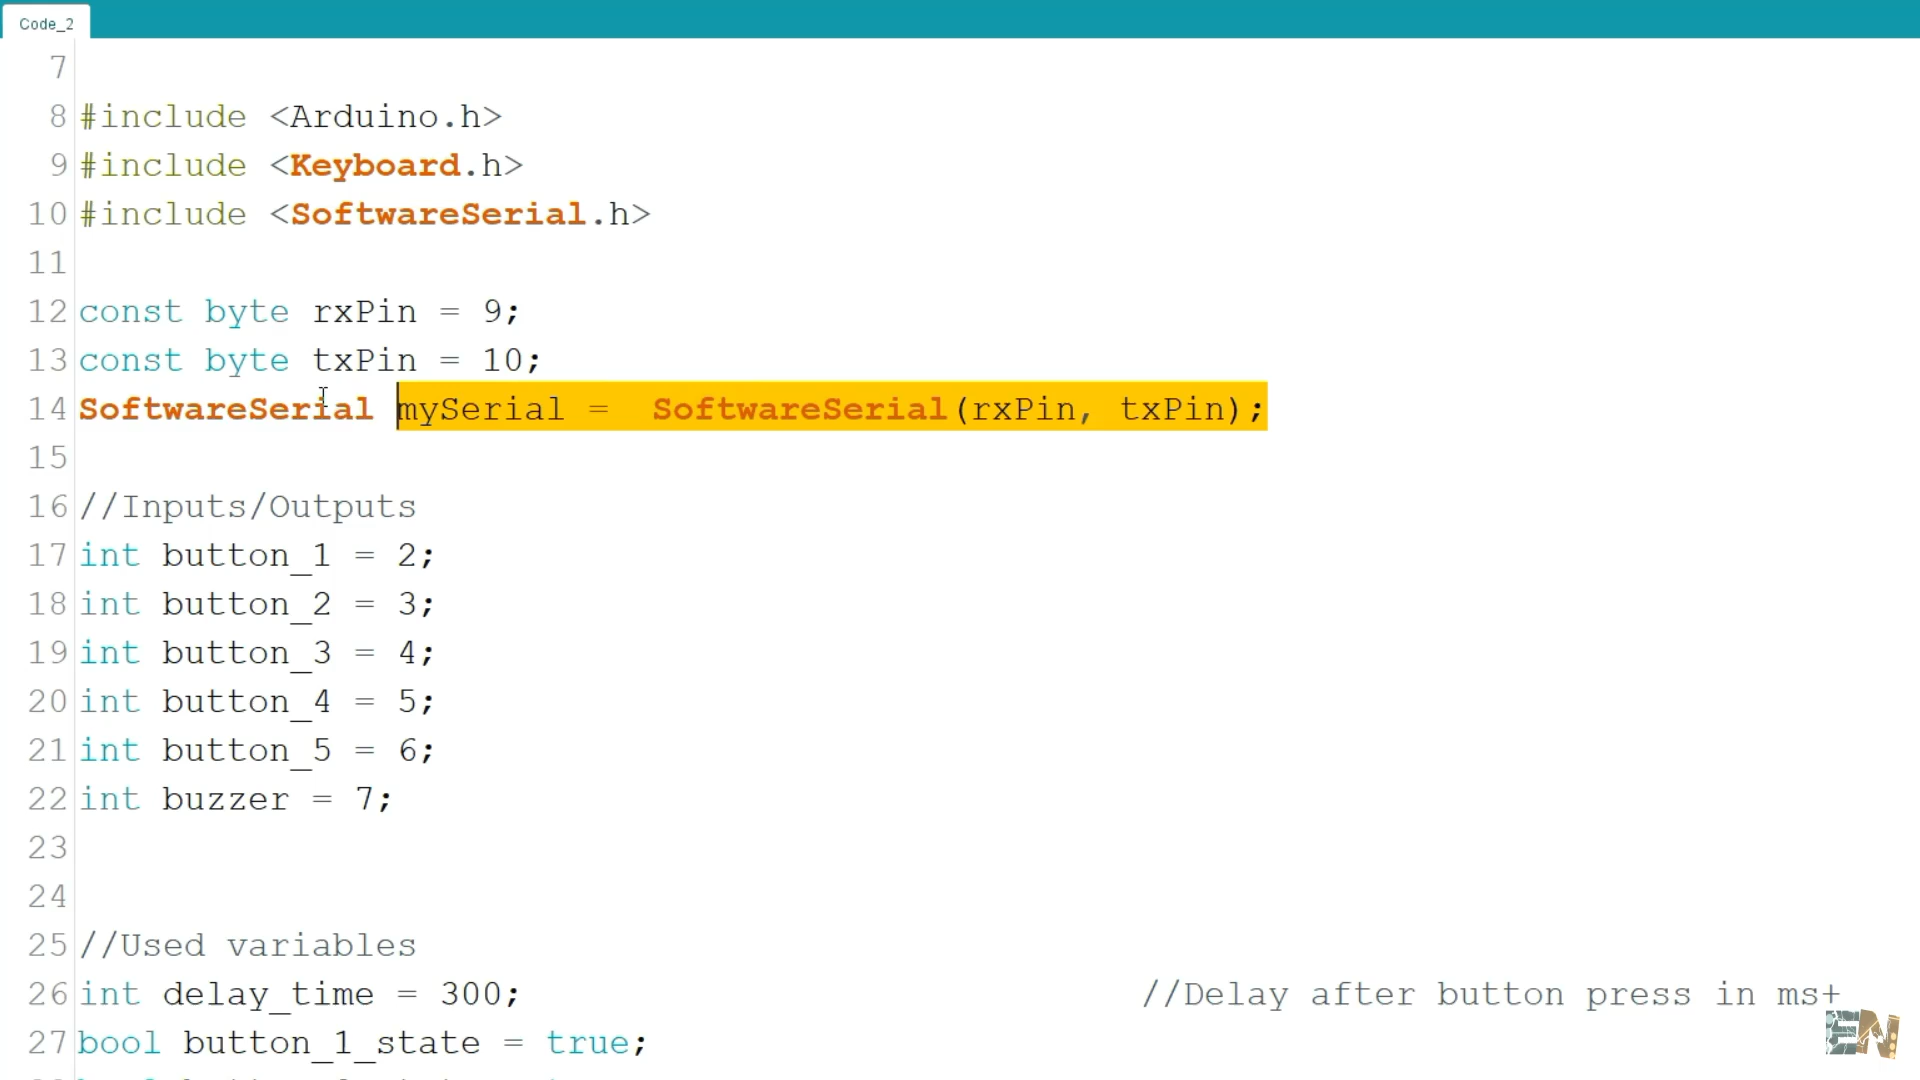 Code_2
7
8 #include <Arduino.h>
9 #include <Keyboard.h>
10 #include <SoftwareSerial.h>
11
12 const byte rxPin = 9;
13 const byte txPin = 10;
14 SoftwareSerial mySerial =  SoftwareSerial(rxPin, txPin);
15
16 //Inputs/Outputs
17 int button_1 = 2;
18 int button_2 = 3;
19 int button_3 = 4;
20 int button_4 = 5;
21 int button_5 = 6;
22 int buzzer = 7;
23
24
25 //Used variables
26 int delay_time = 300; //Delay after button press in ms+
27 bool button_1_state = true;
EN